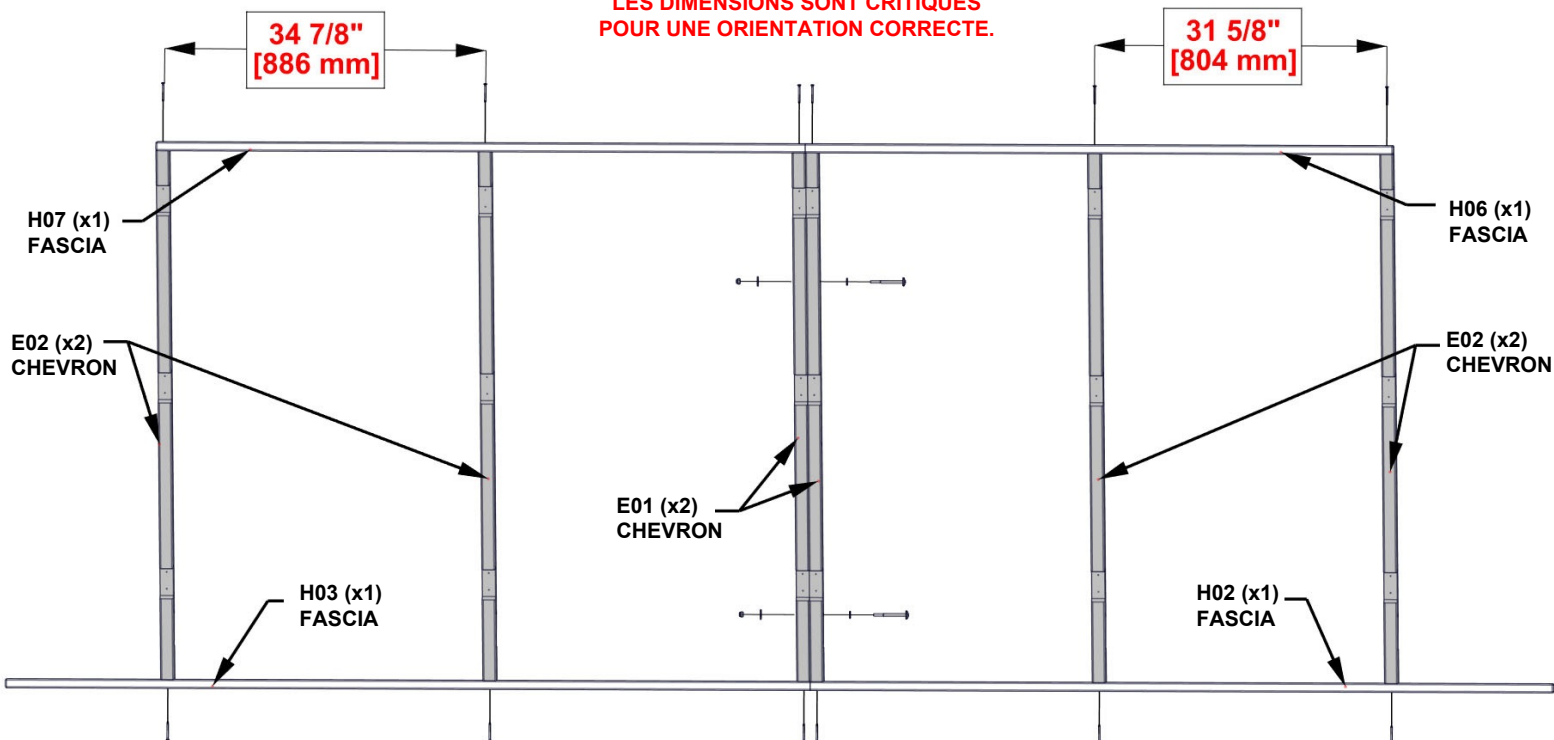 LES DIMENSIONS SONT CRITIQUES
POUR UNE ORIENTATION CORRECTE.
34 7/8"
[886 mm]
31 5/8"
[804 mm]
H07 (x1)
FASCIA
H06 (x1)
FASCIA
E02 (x2)
CHEVRON
E02 (x2)
CHEVRON
E01 (x2)
CHEVRON
H03 (x1)
FASCIA
H02 (x1)
FASCIA